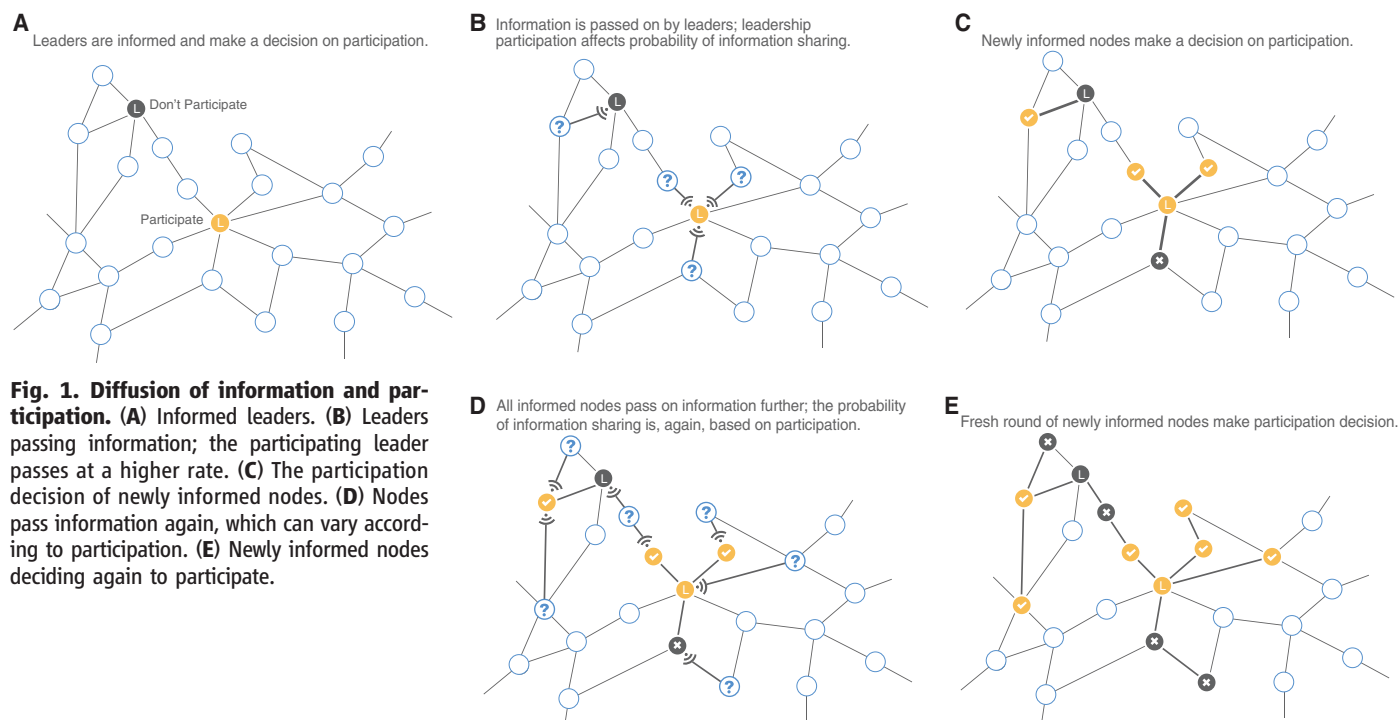 A
Leaders are informed and make a decision on participation.
L
Don't Participate
Participate
L
B
Information is passed on by leaders; leadership
participation affects probability of information sharing.
L
?
?
?
L
?
C
Newly informed nodes make a decision on participation.
L
L
Fig. 1. Diffusion of information and par-
ticipation. (A) Informed leaders. (B) Leaders
passing information; the participating leader
passes at a higher rate. (C) The participation
decision of newly informed nodes. (D) Nodes
pass information again, which can vary accord-
ing to participation. (E) Newly informed nodes
deciding again to participate.
D
All informed nodes pass on information further; the probability
of information sharing is, again, based on participation.
?
L
?
?
?
L
?
?
E
Fresh round of newly informed nodes make participation decision.
L
L